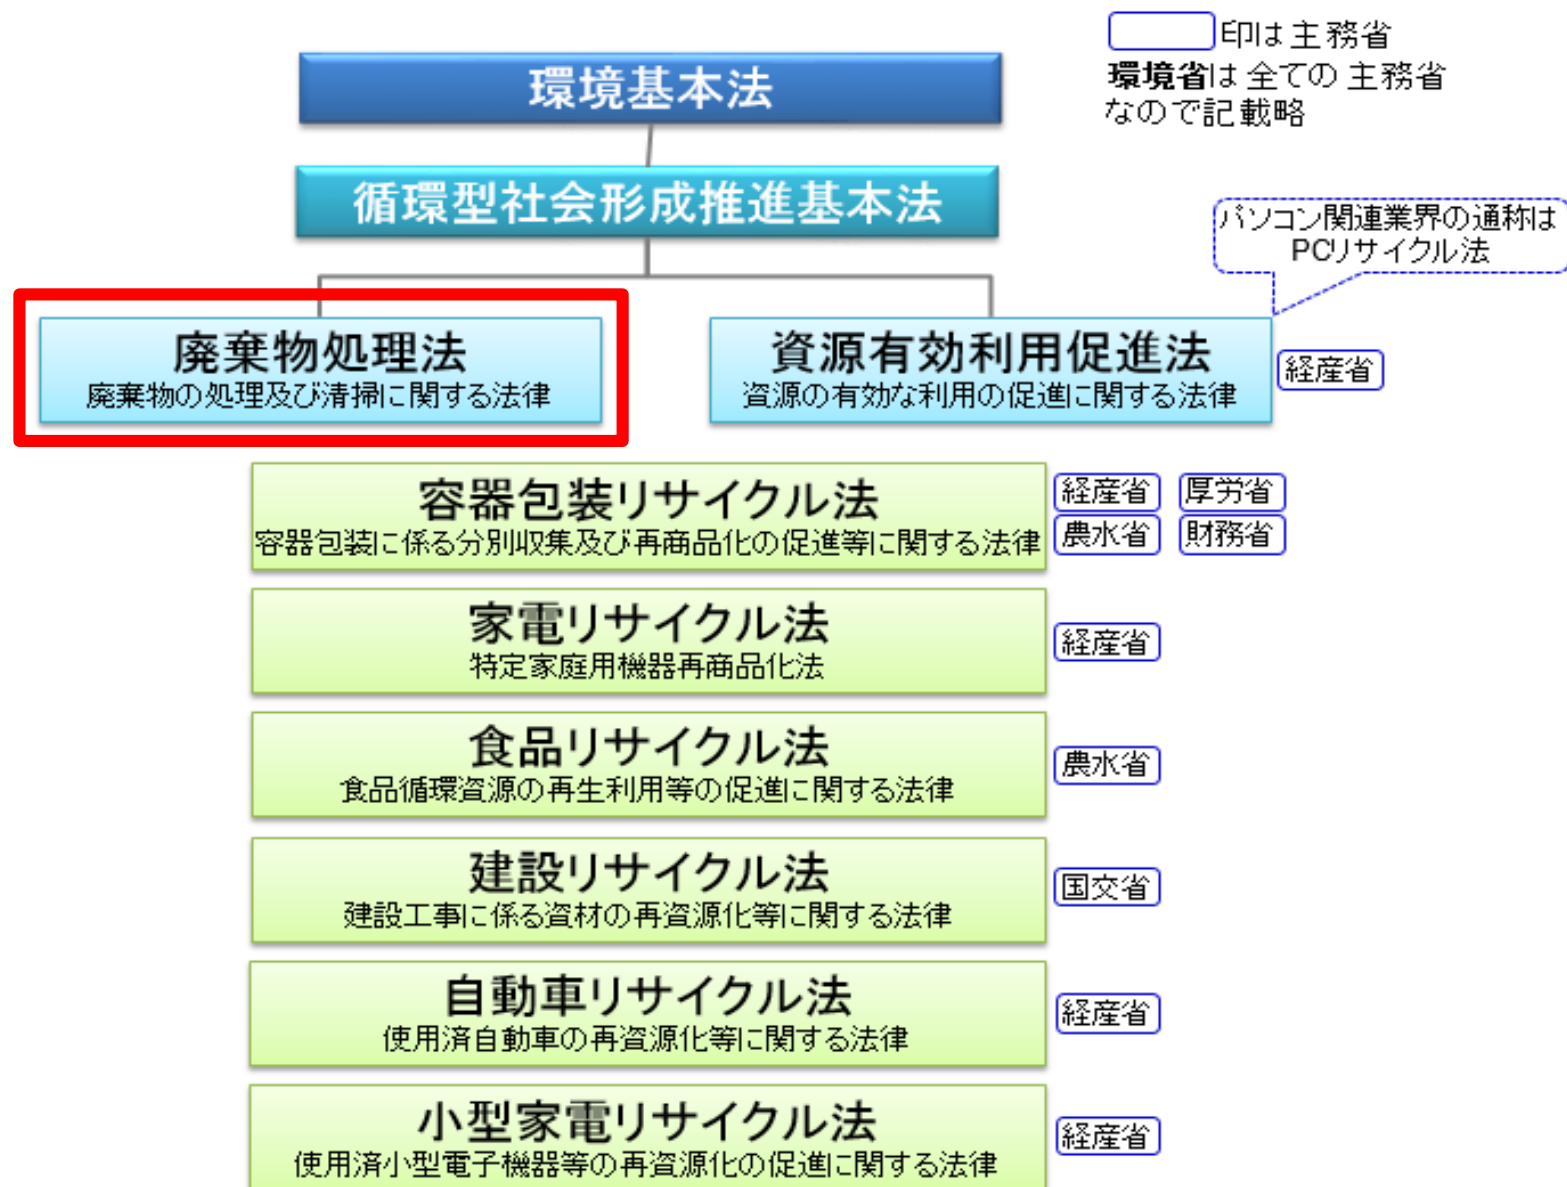 印は主務省
環境省は全ての主務省
なので記載略
環境基本法
循環型社会形成推進基本法
パソコン関連業界の通称は
PCリサイクル法
廃棄物処理法
廃棄物の処理及び清掃に関する法律
資源有効利用促進法
資源の有効な利用の促進に関する法律
経産省
容器包装リサイクル法
容器包装に係る分別収集及び再商品化の促進等に関する法律
経産省 厚労省
農水省 財務省
家電リサイクル法
特定家庭用機器再商品化法
経産省
食品リサイクル法
食品循環資源の再生利用等の促進に関する法律
農水省
建設リサイクル法
建設工事に係る資材の再資源化等に関する法律
国交省
自動車リサイクル法
使用済自動車の再資源化等に関する法律
経産省
小型家電リサイクル法
使用済小型電子機器等の再資源化の促進に関する法律
経産省